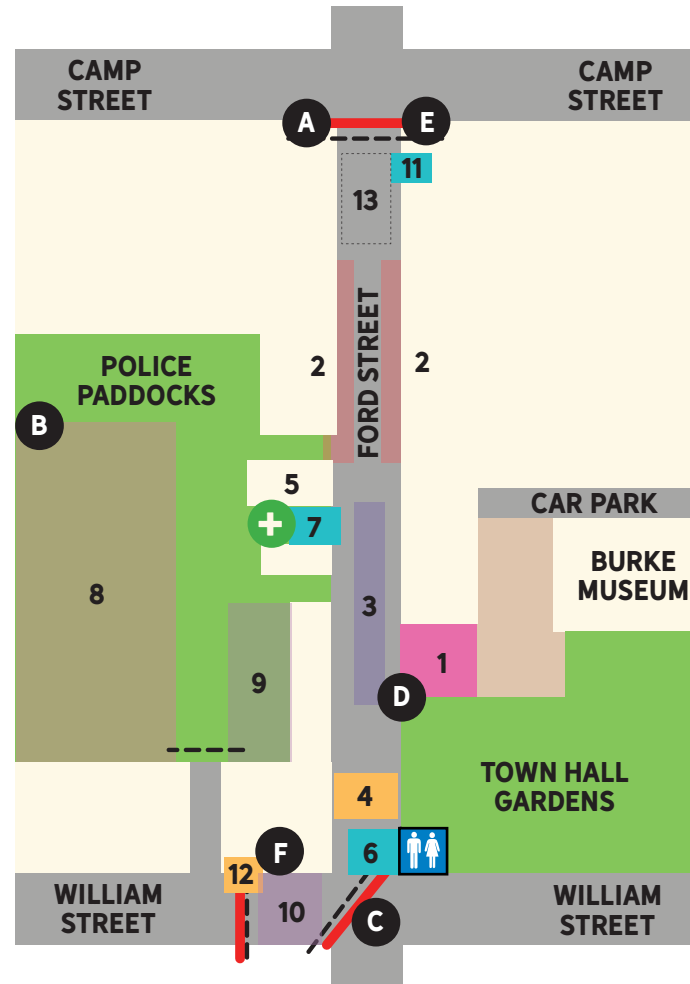 CAMP
STREET
CAMP
STREET
A
E
11
13
2
FORD STREET
2
POLICE
PADDOCKS
B
5
7
CAR PARK
BURKE
MUSEUM
8
3
9
1
D
TOWN HALL
GARDENS
4
6
F
12
10
C
WILLIAM
STREET
WILLIAM
STREET